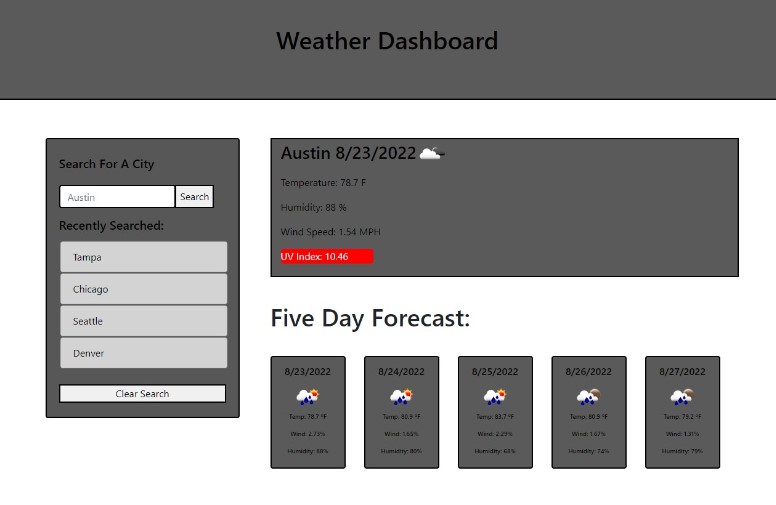 Weather Dashboard
Search For A City
Austin
Search
Recently Searched:
Tampa
Chicago
Seattle
Denver
Clear Search
Austin 8/23/2022
Temperature: 78.7 F
Humidity: 88 %
Wind Speed: 1.54 MPH
UV Index: 10.46
Five Day Forecast:
8/23/2022
Temp: 78.7 °F
Wind: 2.73%
Humidity: 88%
8/24/2022
Temp: 80.9 °F
Wind:
Humidity: 80%
8/25/2022
Temp: 83.7 °F
Wind: 2.29%
Humidity:
8/26/2022
Temp: 80.9 °F
Wind: 1.67%
Humidity: 74%
8/27/2022
Temp: 79.2 °F
Wind: 1.31%
Humidity: 79%